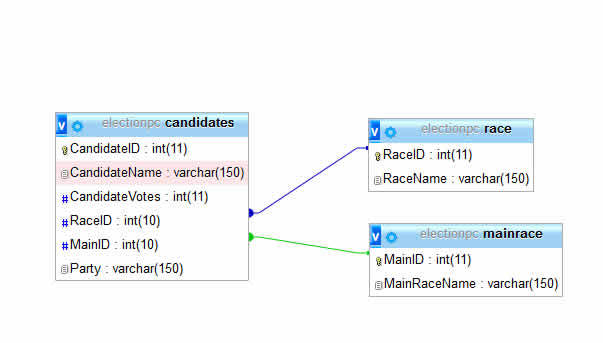 electionpc candidates
CandidateID : int(11)
CandidateName : varchar(150)
CandidateVotes : int(11)
RaceID : int(10)
MainID : int(10)
Party : varchar(150)
electionpc race
RaceID : int(11)
RaceName : varchar(150)
electionpc mainrace
MainID : int(11)
MainRaceName : varchar(150)